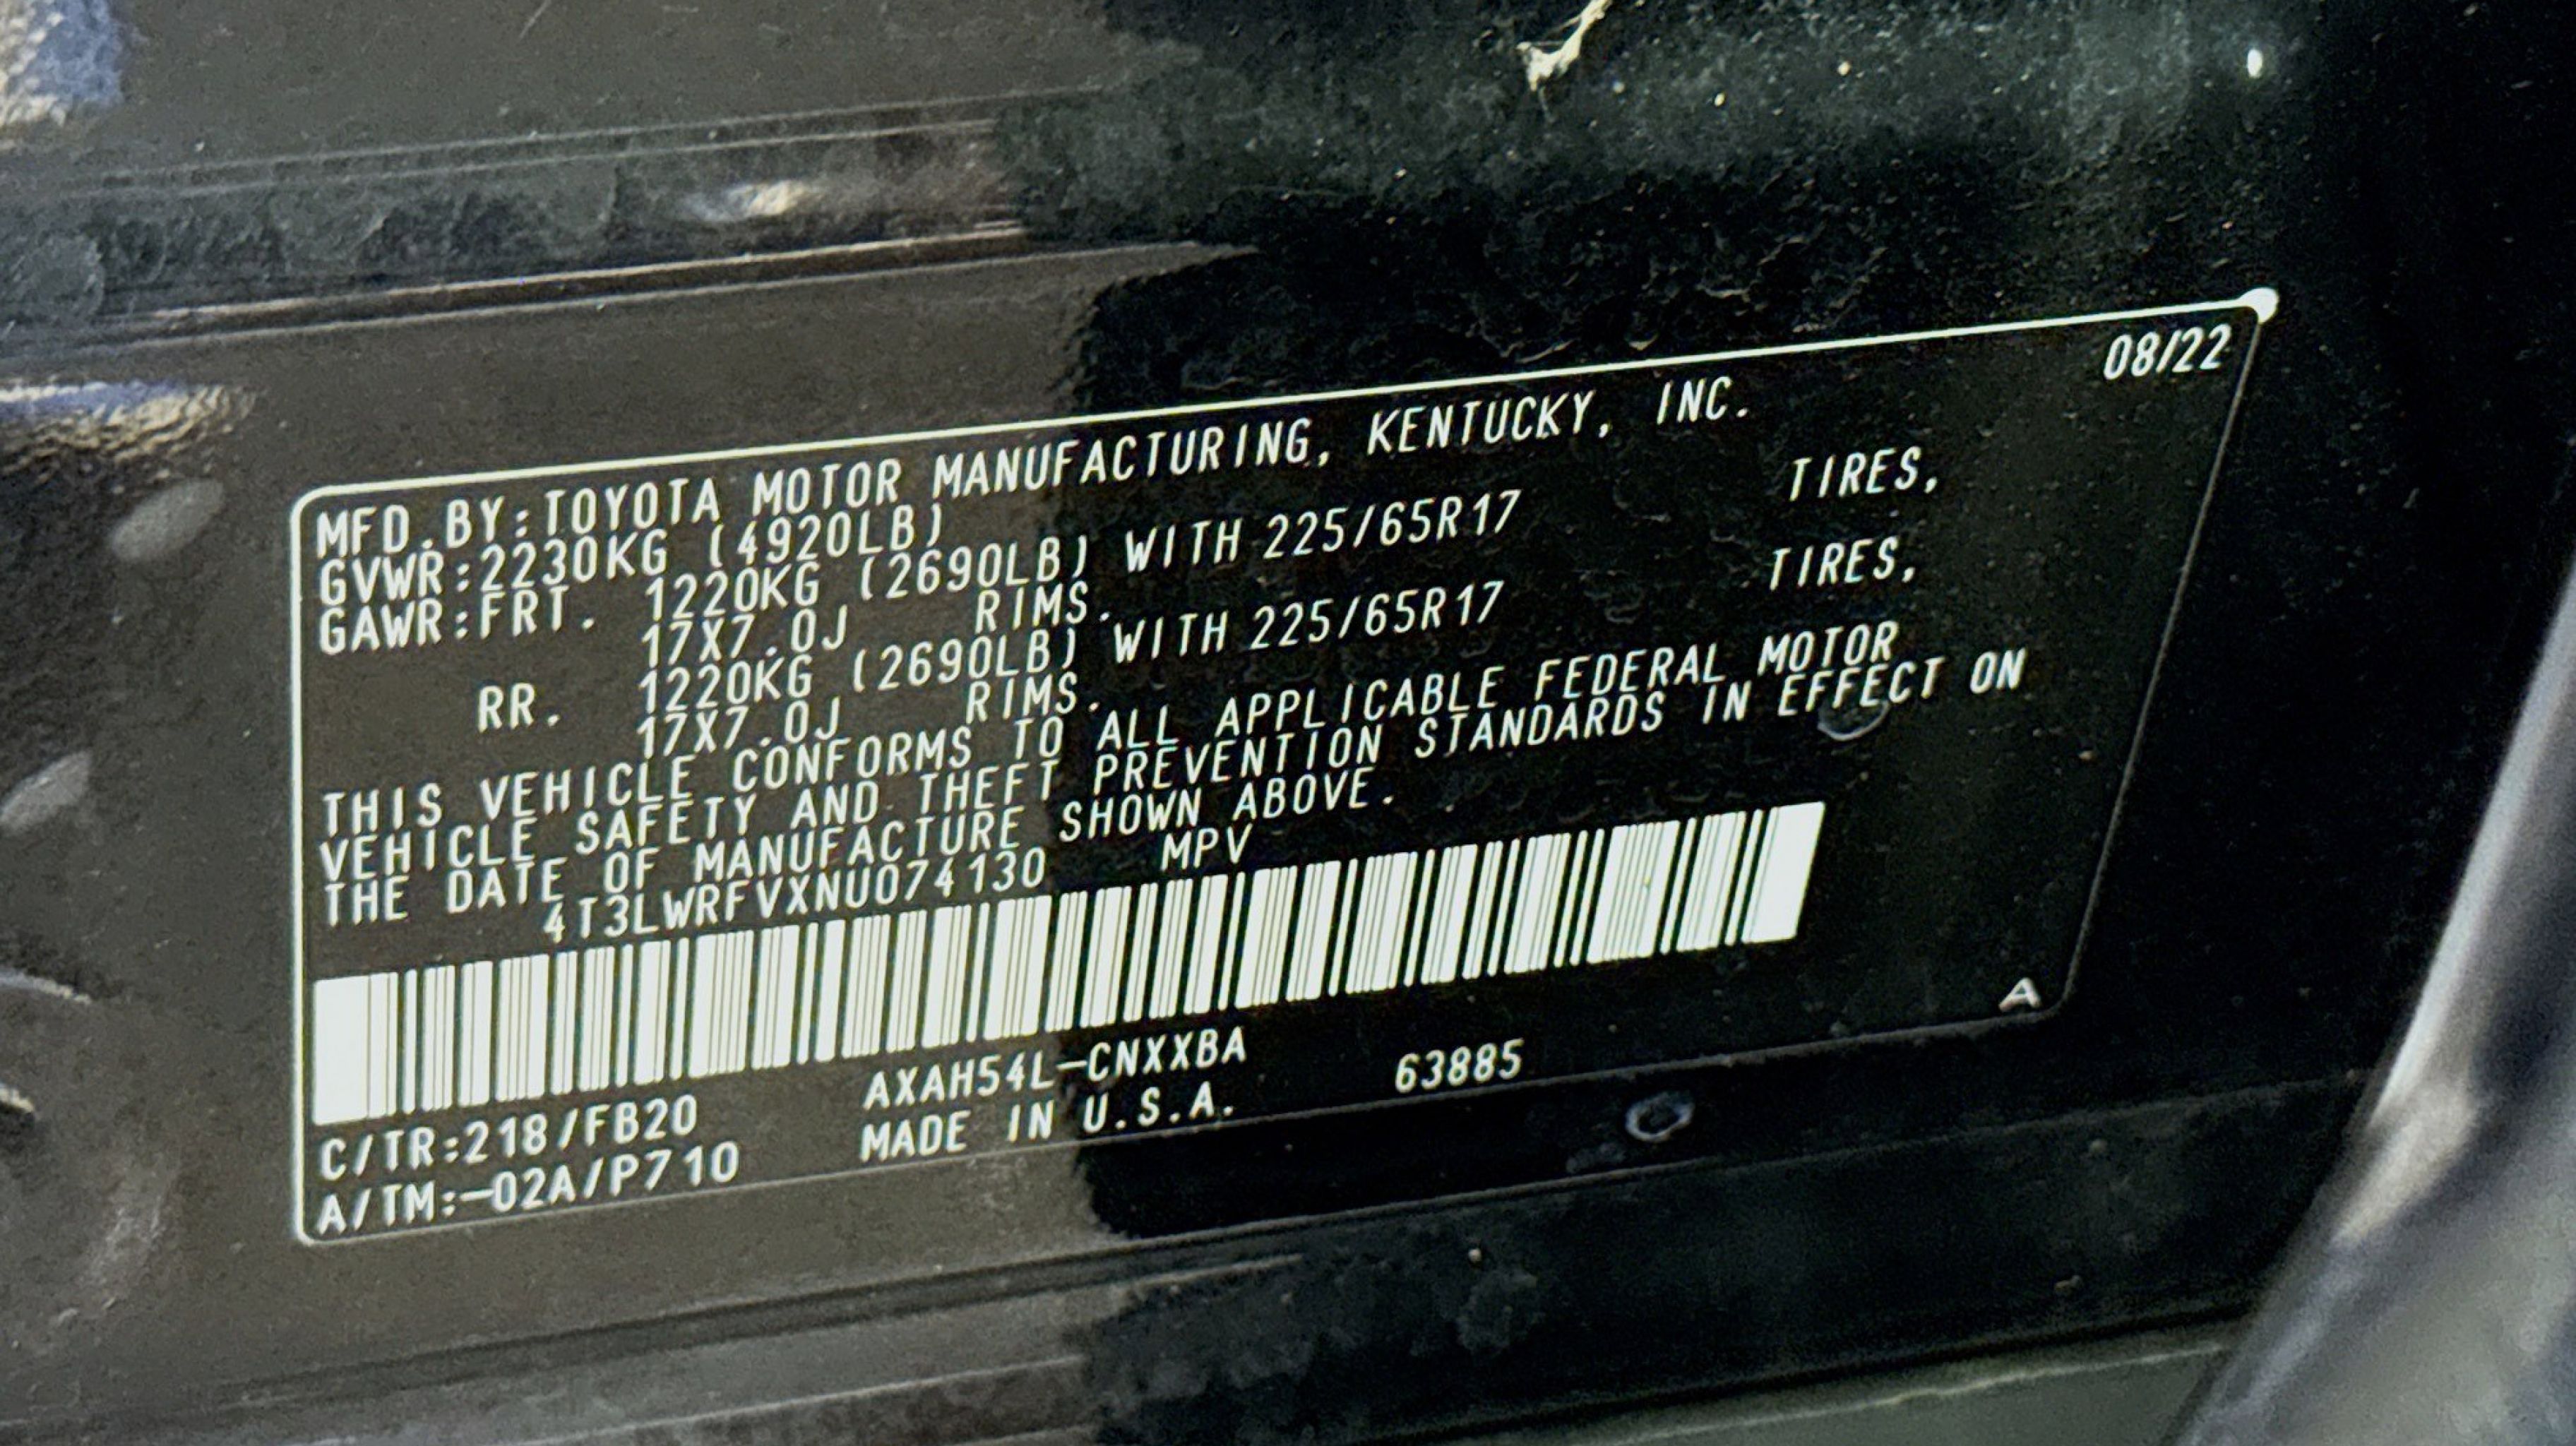 08/22
MFD.BY:TOYOTA MOTOR MANUFACTURING, KENTUCKY, INC.
GVWR:2230KG (4920LB)
GAWR:FRT. 1220KG (2690LB) WITH 225/65R17 TIRES,
17X7.0J RIMS.
RR. 1220KG (2690LB) WITH 225/65R17 TIRES,
17X7.0J RIMS.
THIS VEHICLE CONFORMS TO ALL APPLICABLE FEDERAL MOTOR
VEHICLE SAFETY AND THEFT PREVENTION STANDARDS IN EFFECT ON
THE DATE OF MANUFACTURE SHOWN ABOVE.
4T3LWRFVXNU074130 MPV
A
C/TR:218/FB20 AXAH54L-CNXXBA 63885
A/TM:-02A/P710 MADE IN U.S.A.